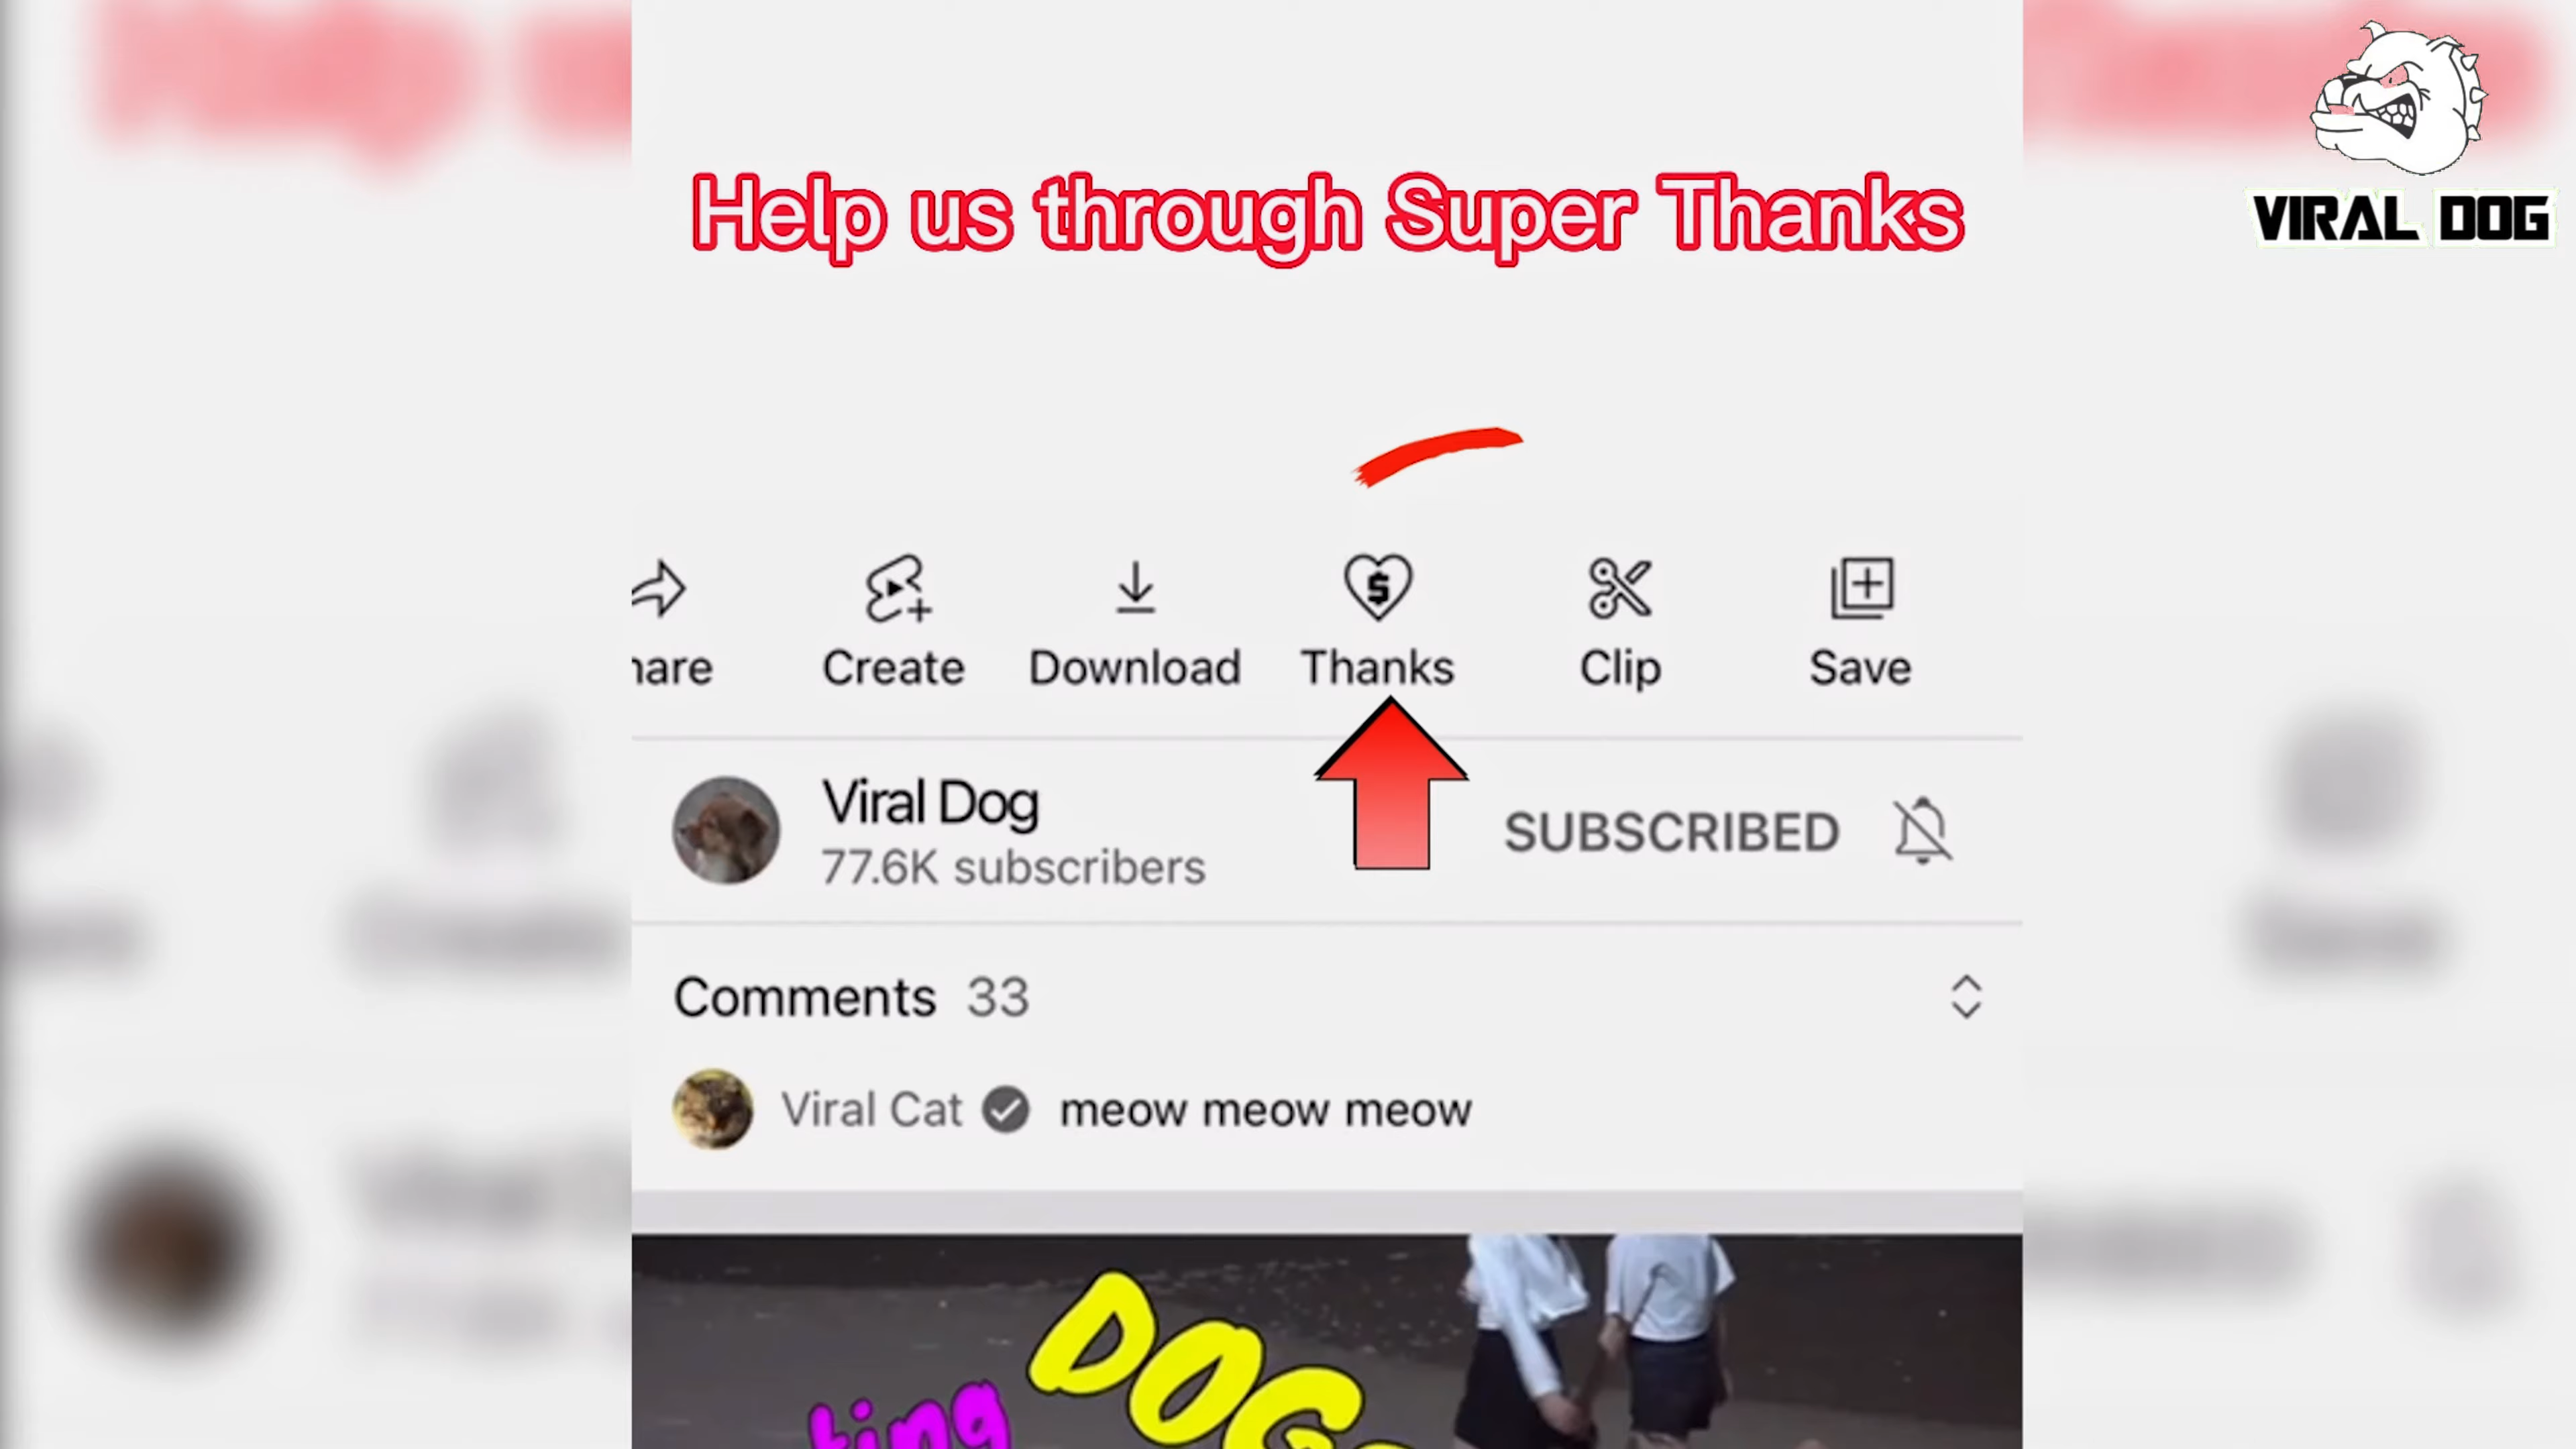 Help us through Super Thanks
VIRAL DOG
hare
Create
Download
Thanks
Clip
Save
Viral Dog
77.6K subscribers
SUBSCRIBED
Comments 33
Viral Cat meow meow meow
DOG
ting